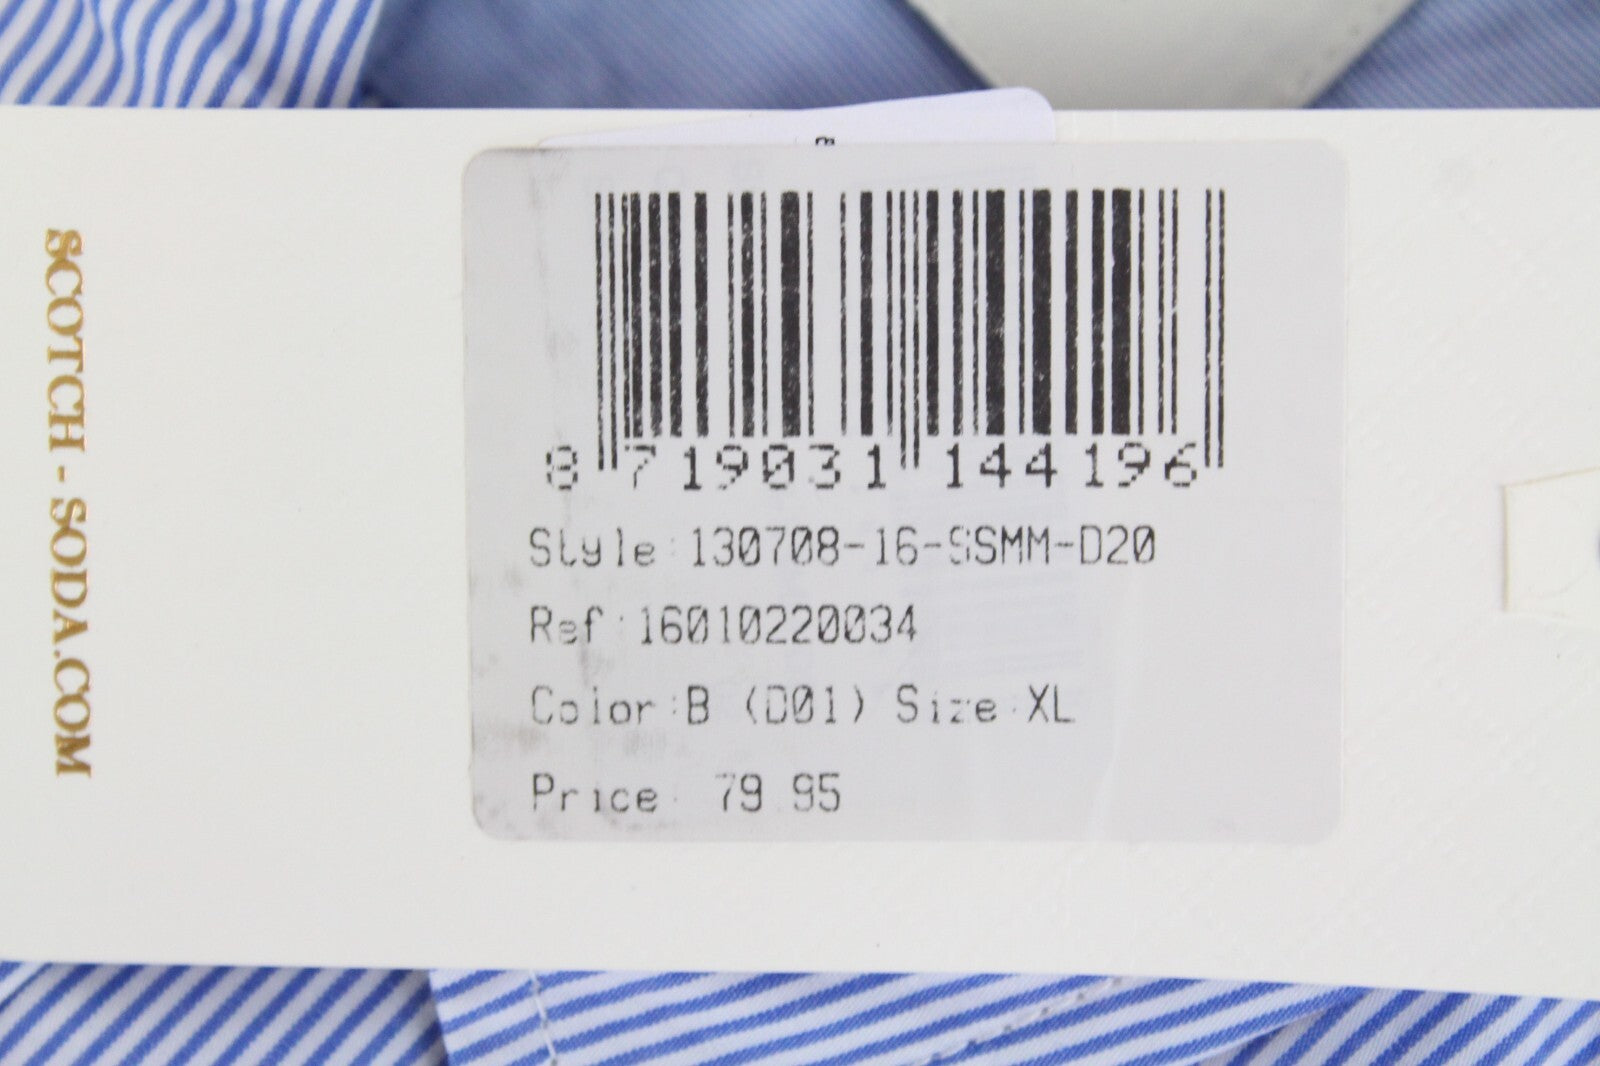 SCOTCH - SODA.COM
8 719031 144196
Style:130708-16-SSMM-D20
Ref:16010220034
Color:B (D01) Size:XL
Price: 79.95